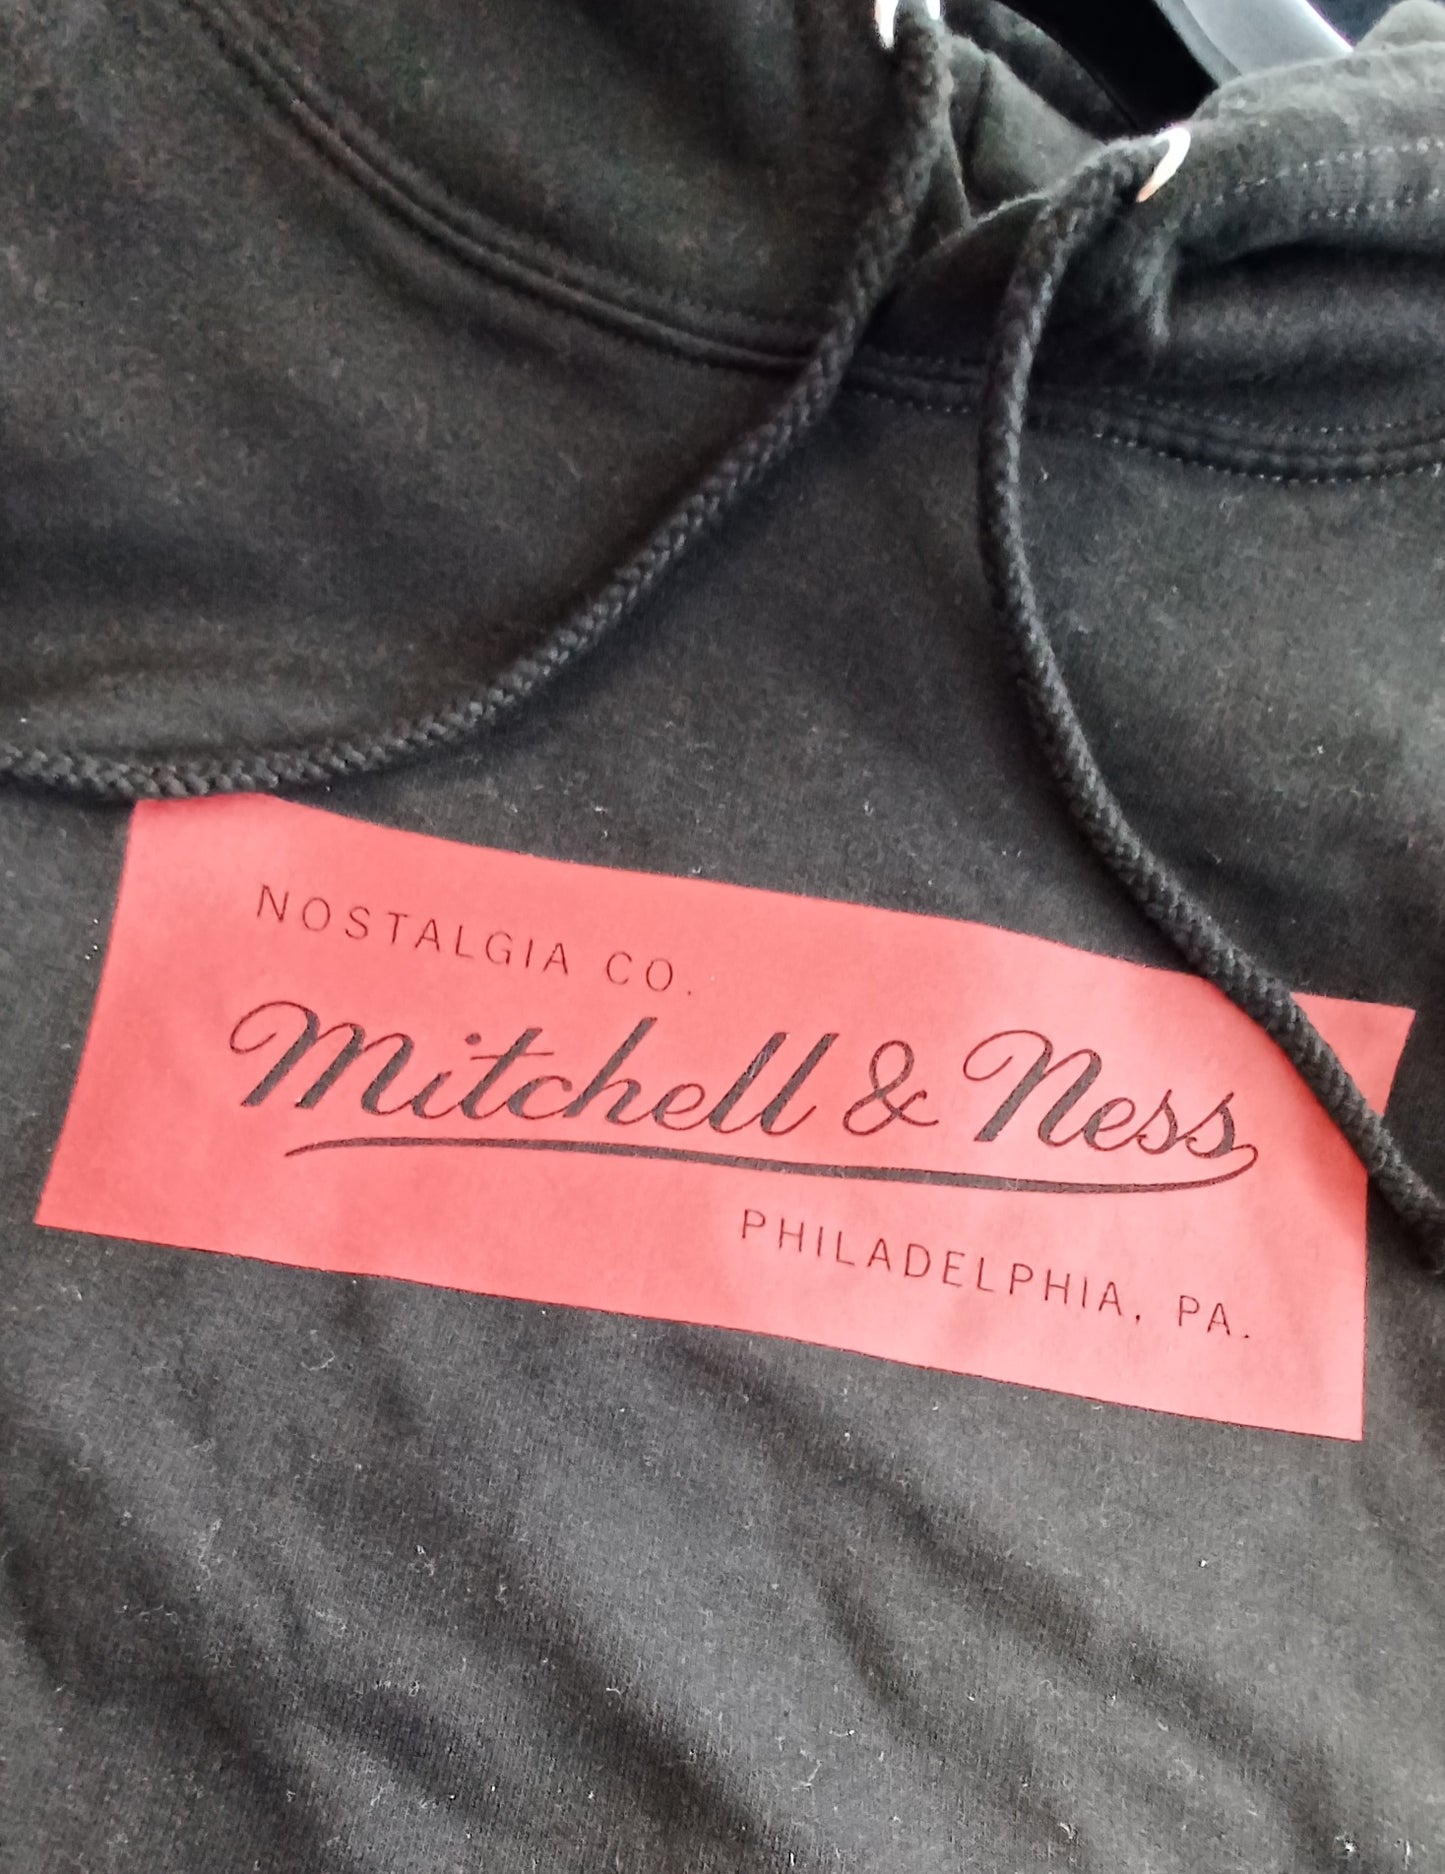 NOSTALGIA CO.
Mitchell & Ness
PHILADELPHIA, PA.